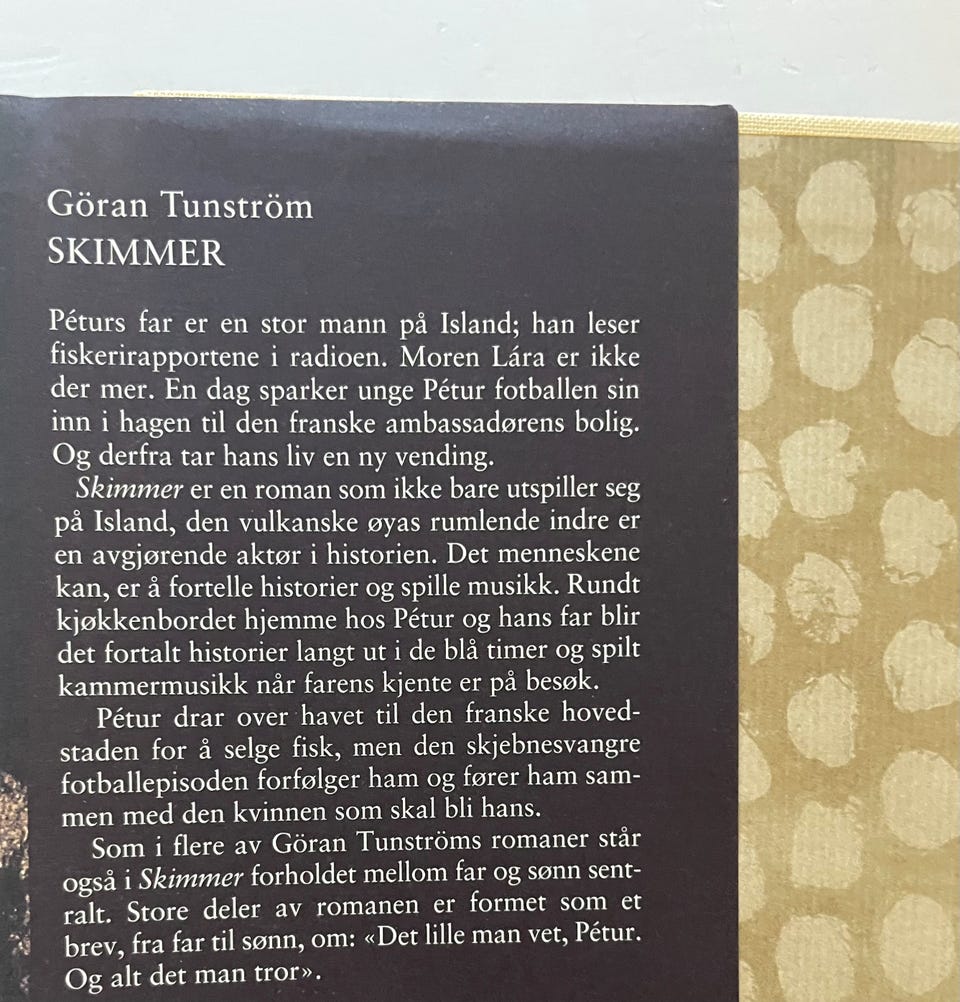 Göran Tunström
SKIMMER
Péturs far er en stor mann på Island; han leser
fiskerirapportene i radioen. Moren Lára er ikke
der mer. En dag sparker unge Pétur fotballen sin
inn i hagen til den franske ambassadørens bolig.
Og derfra tar hans liv en ny vending.
Skimmer er en roman som ikke bare utspiller seg
på Island, den vulkanske øyas rumlende indre er
en avgjørende aktør i historien. Det menneskene
kan, er å fortelle historier og spille musikk. Rundt
kjøkkenbordet hjemme hos Pétur og hans far blir
det fortalt historier langt ut i de blå timer og spilt
kammermusikk når farens kjente er på besøk.
Pétur drar over havet til den franske hoved-
staden for å selge fisk, men den skjebnesvangre
fotballepisoden forfølger ham og fører ham sam-
men med den kvinnen som skal bli hans.
Som i flere av Göran Tunströms romaner står
også i Skimmer forholdet mellom far og sønn sent-
ralt. Store deler av romanen er formet som et
brev, fra far til sønn, om: «Det lille man vet, Pétur.
Og alt det man tror».